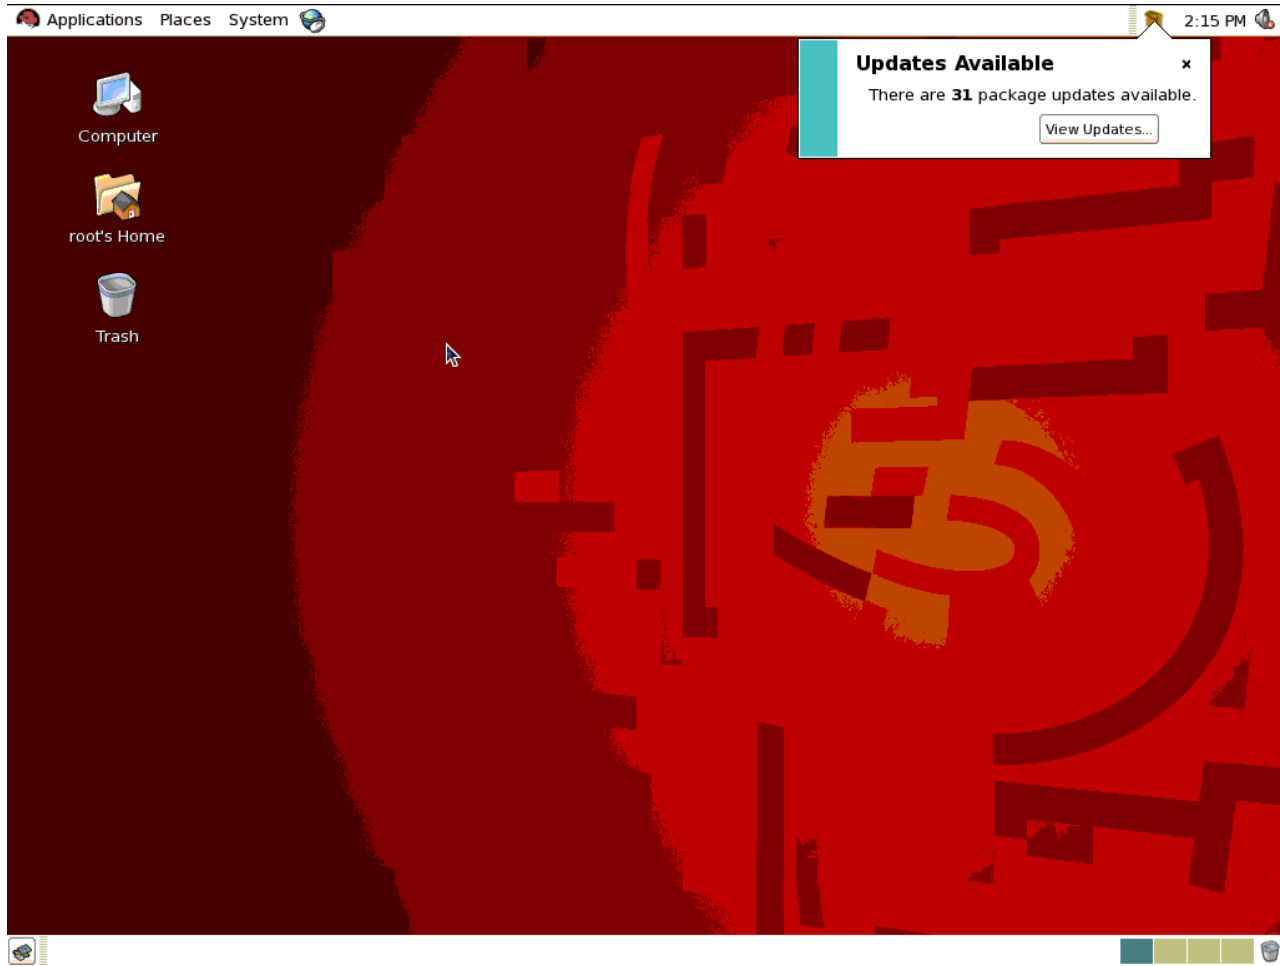 Applications Places System
2:15 PM
Updates Available
There are 31 package updates available.
View Updates...
Computer
root's Home
Trash